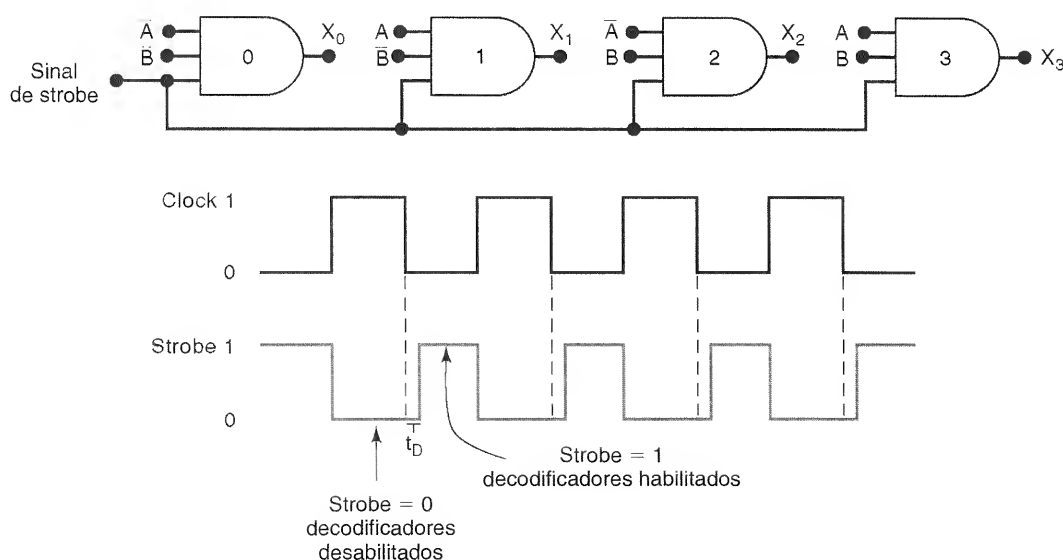 Ā
B̄
0
X₀
A
B̄
1
X₁
Ā
B
2
X₂
A
B
3
X₃
Sinal
de strobe
Clock 1
0
Strobe 1
0
t_D
Strobe = 1
decodificadores habilitados
Strobe = 0
decodificadores
desabilitados